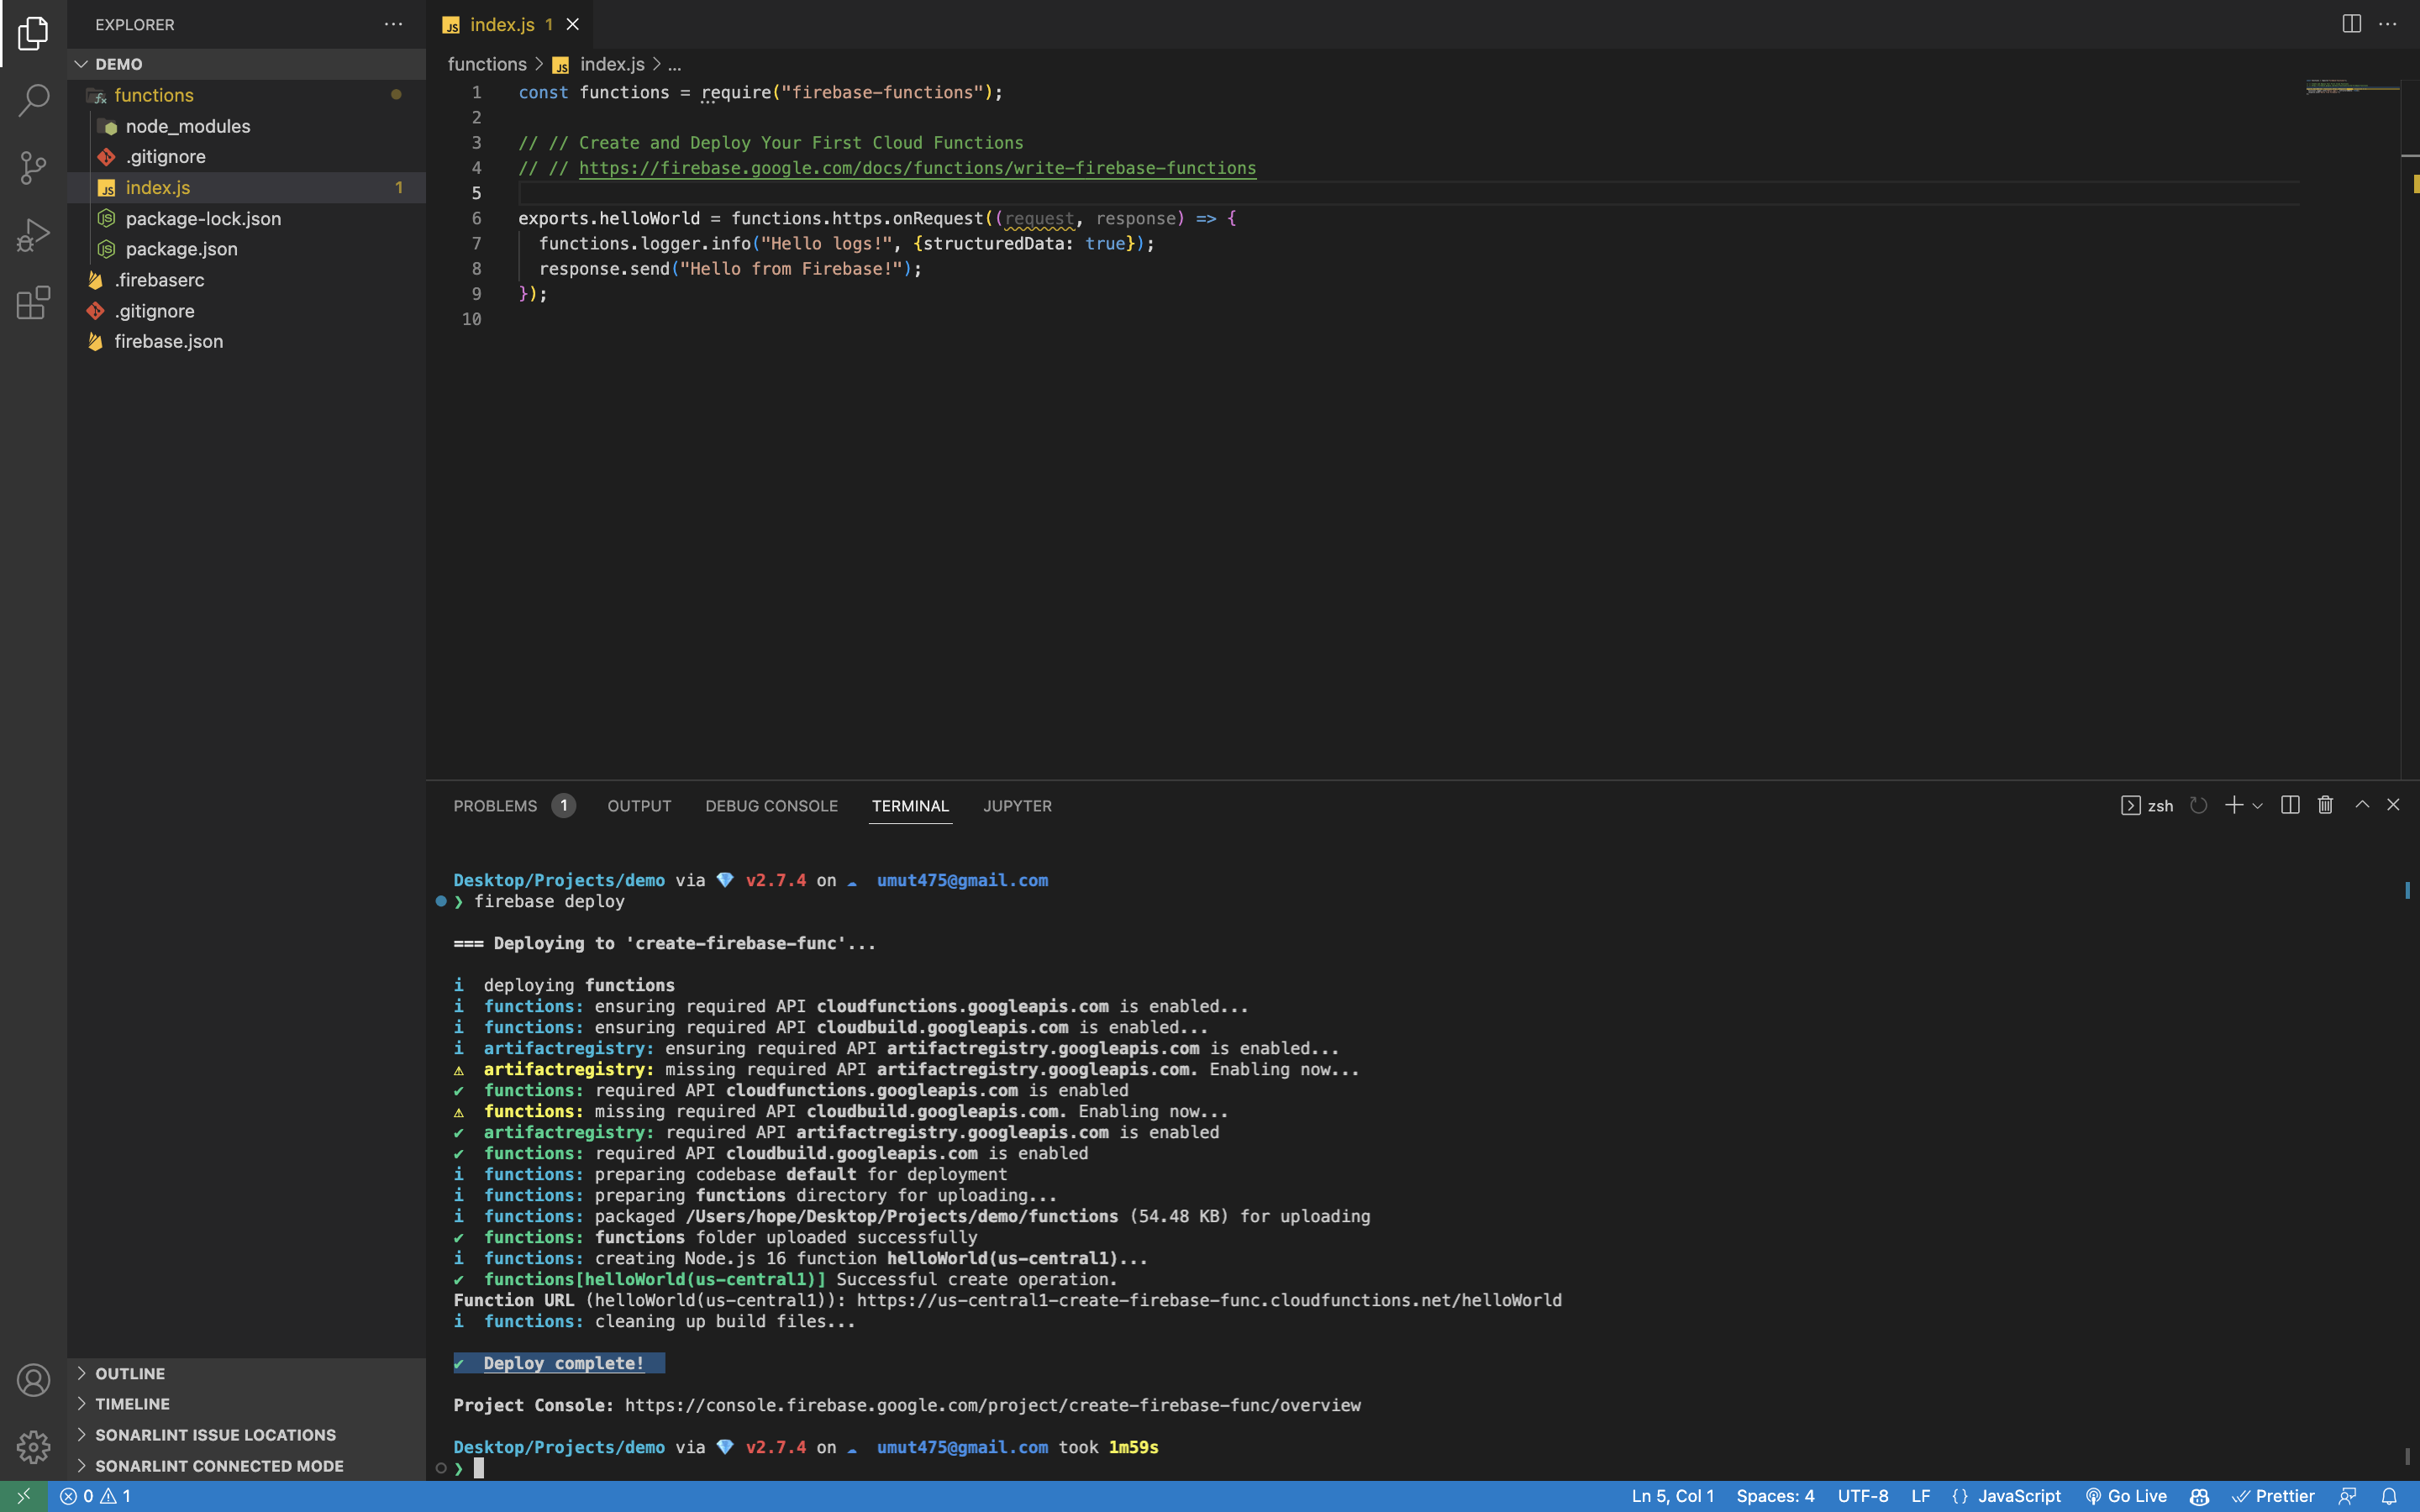 EXPLORER
DEMO
functions
node_modules
.gitignore
index.js 1
package-lock.json
package.json
.firebaserc
.gitignore
firebase.json
OUTLINE
TIMELINE
SONARLINT ISSUE LOCATIONS
SONARLINT CONNECTED MODE
JS index.js 1
functions > JS index.js > ...
1 const functions = require("firebase-functions");
2
3 // // Create and Deploy Your First Cloud Functions
4 // // https://firebase.google.com/docs/functions/write-firebase-functions
5
6 exports.helloWorld = functions.https.onRequest((request, response) => {
7 functions.logger.info("Hello logs!", {structuredData: true});
8 response.send("Hello from Firebase!");
9 });
10
PROBLEMS 1 OUTPUT DEBUG CONSOLE TERMINAL JUPYTER
zsh
Desktop/Projects/demo via 💎 v2.7.4 on ☁ umut475@gmail.com
❯ firebase deploy
=== Deploying to 'create-firebase-func'...
i deploying functions
i functions: ensuring required API cloudfunctions.googleapis.com is enabled...
i functions: ensuring required API cloudbuild.googleapis.com is enabled...
i artifactregistry: ensuring required API artifactregistry.googleapis.com is enabled...
⚠ artifactregistry: missing required API artifactregistry.googleapis.com. Enabling now...
✔ functions: required API cloudfunctions.googleapis.com is enabled
⚠ functions: missing required API cloudbuild.googleapis.com. Enabling now...
✔ artifactregistry: required API artifactregistry.googleapis.com is enabled
✔ functions: required API cloudbuild.googleapis.com is enabled
i functions: preparing codebase default for deployment
i functions: preparing functions directory for uploading...
i functions: packaged /Users/hope/Desktop/Projects/demo/functions (54.48 KB) for uploading
✔ functions: functions folder uploaded successfully
i functions: creating Node.js 16 function helloWorld(us-central1)...
✔ functions[helloWorld(us-central1)] Successful create operation.
Function URL (helloWorld(us-central1)): https://us-central1-create-firebase-func.cloudfunctions.net/helloWorld
i functions: cleaning up build files...
✔ Deploy complete!
Project Console: https://console.firebase.google.com/project/create-firebase-func/overview
Desktop/Projects/demo via 💎 v2.7.4 on ☁ umut475@gmail.com took 1m59s
❯
0 1 Ln 5, Col 1 Spaces: 4 UTF-8 LF {} JavaScript Go Live Prettier